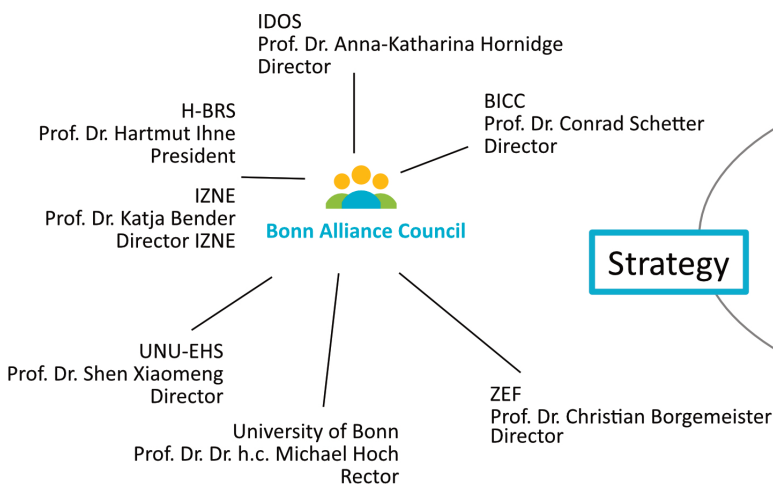 IDOS
Prof. Dr. Anna-Katharina Hornidge
Director
BICC
Prof. Dr. Conrad Schetter
Director
H-BRS
Prof. Dr. Hartmut Ihne
President
IZNE
Prof. Dr. Katja Bender
Director IZNE
Bonn Alliance Council
Strategy
UNU-EHS
Prof. Dr. Shen Xiaomeng
Director
University of Bonn
Prof. Dr. Dr. h.c. Michael Hoch
Rector
ZEF
Prof. Dr. Christian Borgemeister
Director